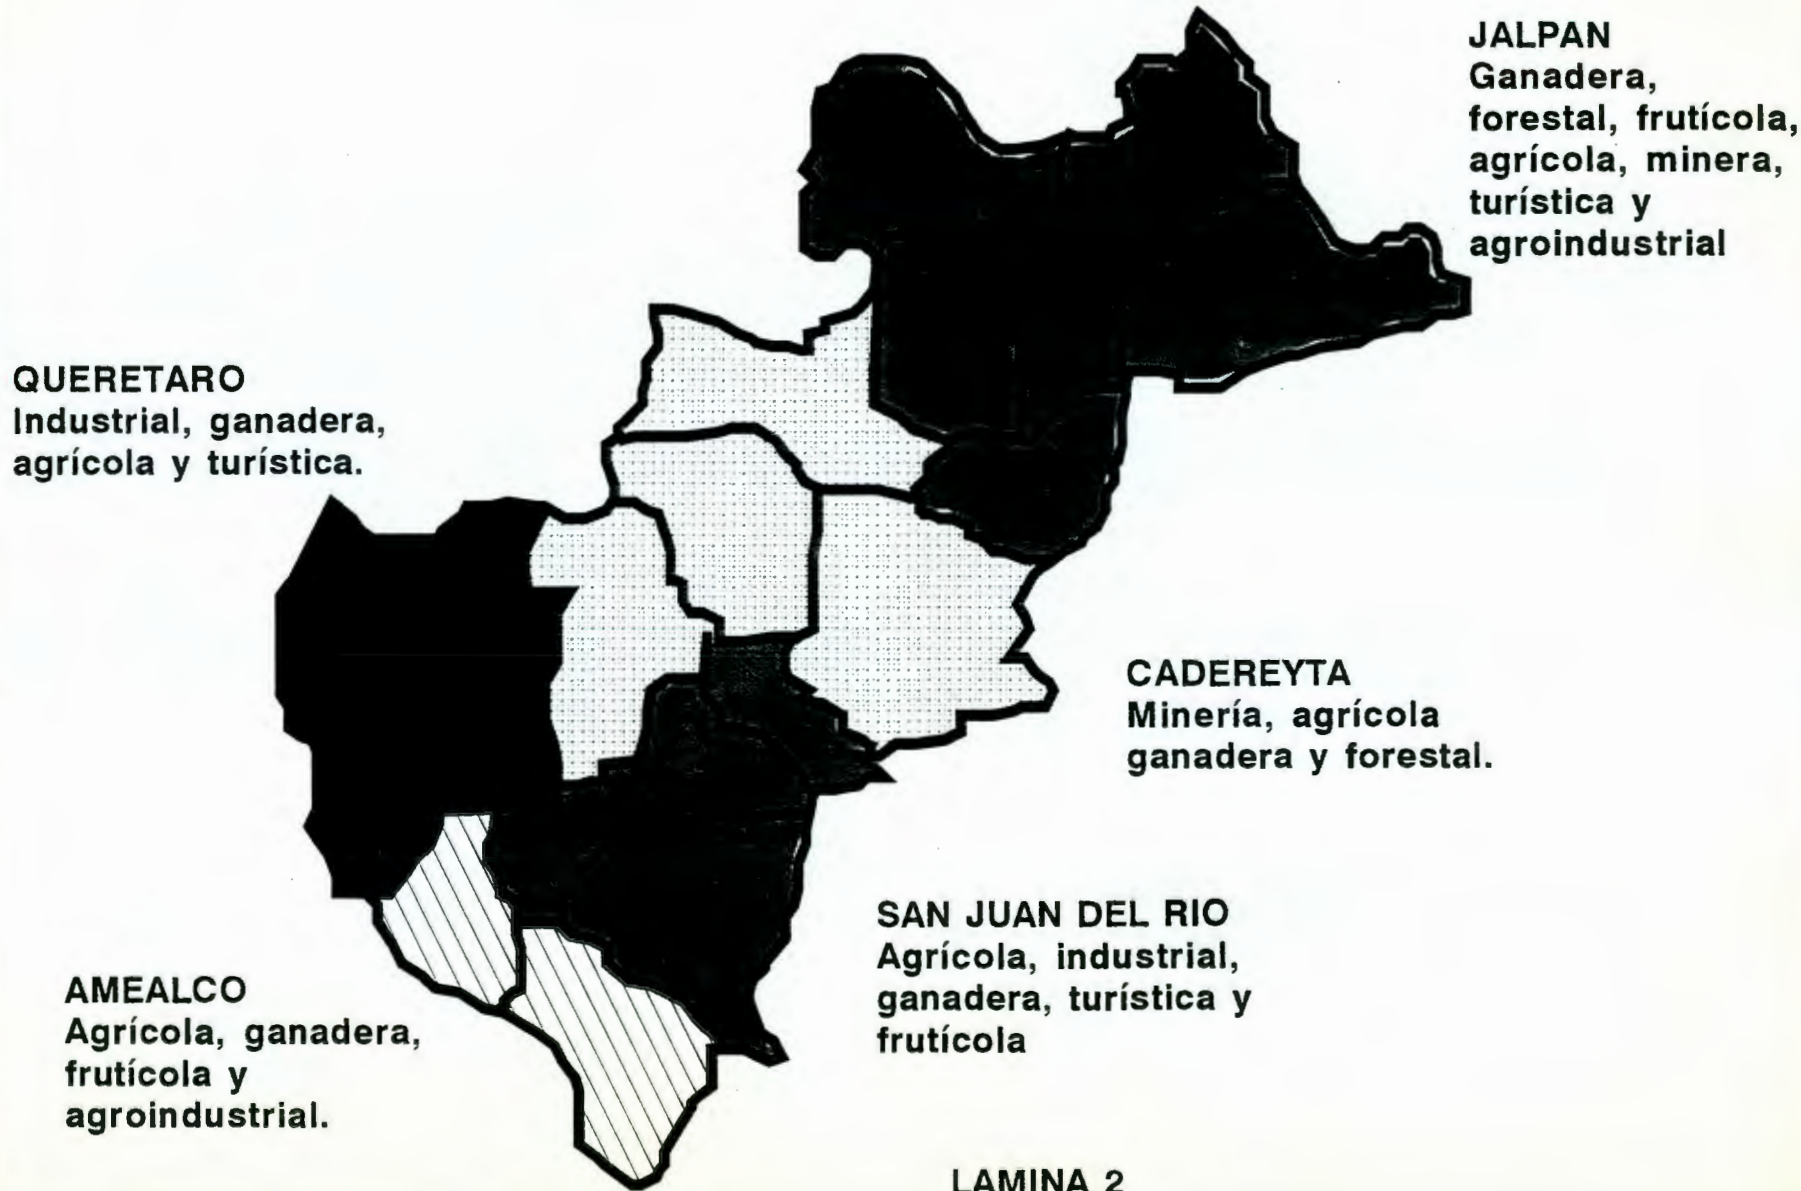 JALPAN
Ganadera,
forestal, frutícola,
agrícola, minera,
turística y
agroindustrial
QUERETARO
Industrial, ganadera,
agrícola y turística.
CADEREYTA
Minería, agrícola
ganadera y forestal.
SAN JUAN DEL RIO
Agrícola, industrial,
ganadera, turística y
frutícola
AMEALCO
Agrícola, ganadera,
frutícola y
agroindustrial.
LAMINA 2